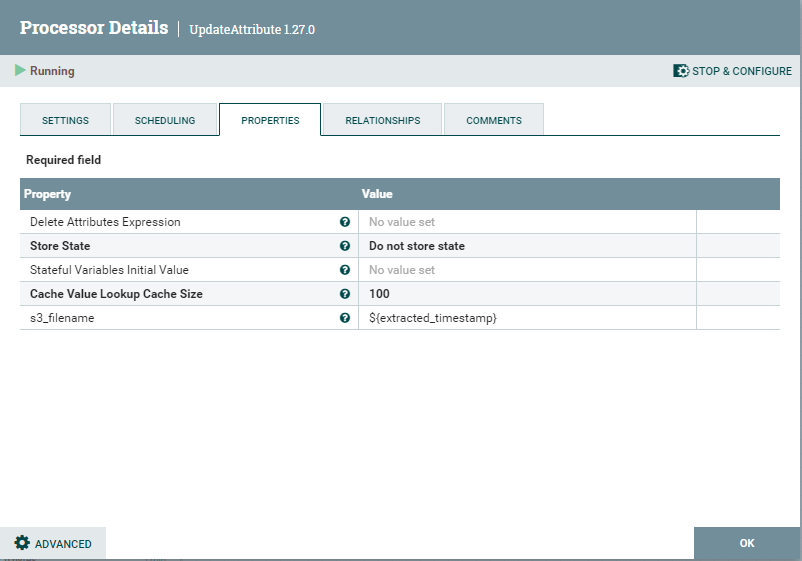 Processor Details | UpdateAttribute 1.27.0
Running
STOP & CONFIGURE
SETTINGS SCHEDULING PROPERTIES RELATIONSHIPS COMMENTS
Required field
Property Value
Delete Attributes Expression No value set
Store State Do not store state
Stateful Variables Initial Value No value set
Cache Value Lookup Cache Size 100
s3_filename ${extracted_timestamp}
ADVANCED
OK